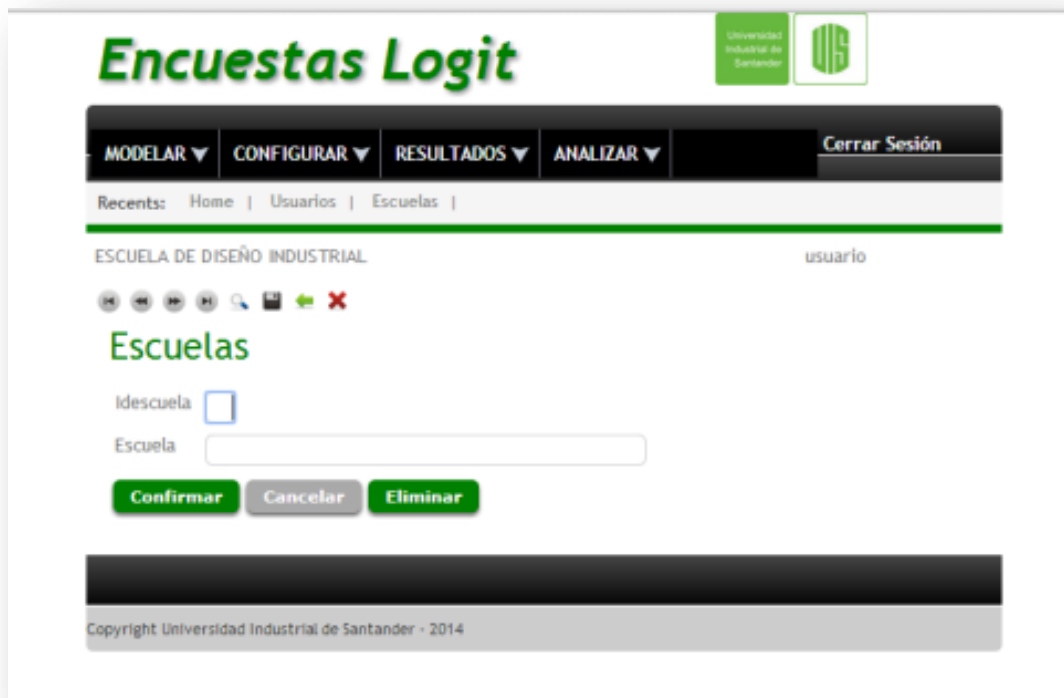 Encuestas Logit
Universidad
Industrial de
Santander
UIS
MODELAR CONFIGURAR RESULTADOS ANALIZAR Cerrar Sesión
Recents: Home | Usuarios | Escuelas |
ESCUELA DE DISEÑO INDUSTRIAL usuario
Escuelas
Idescuela
Escuela
Confirmar Cancelar Eliminar
Copyright Universidad Industrial de Santander - 2014